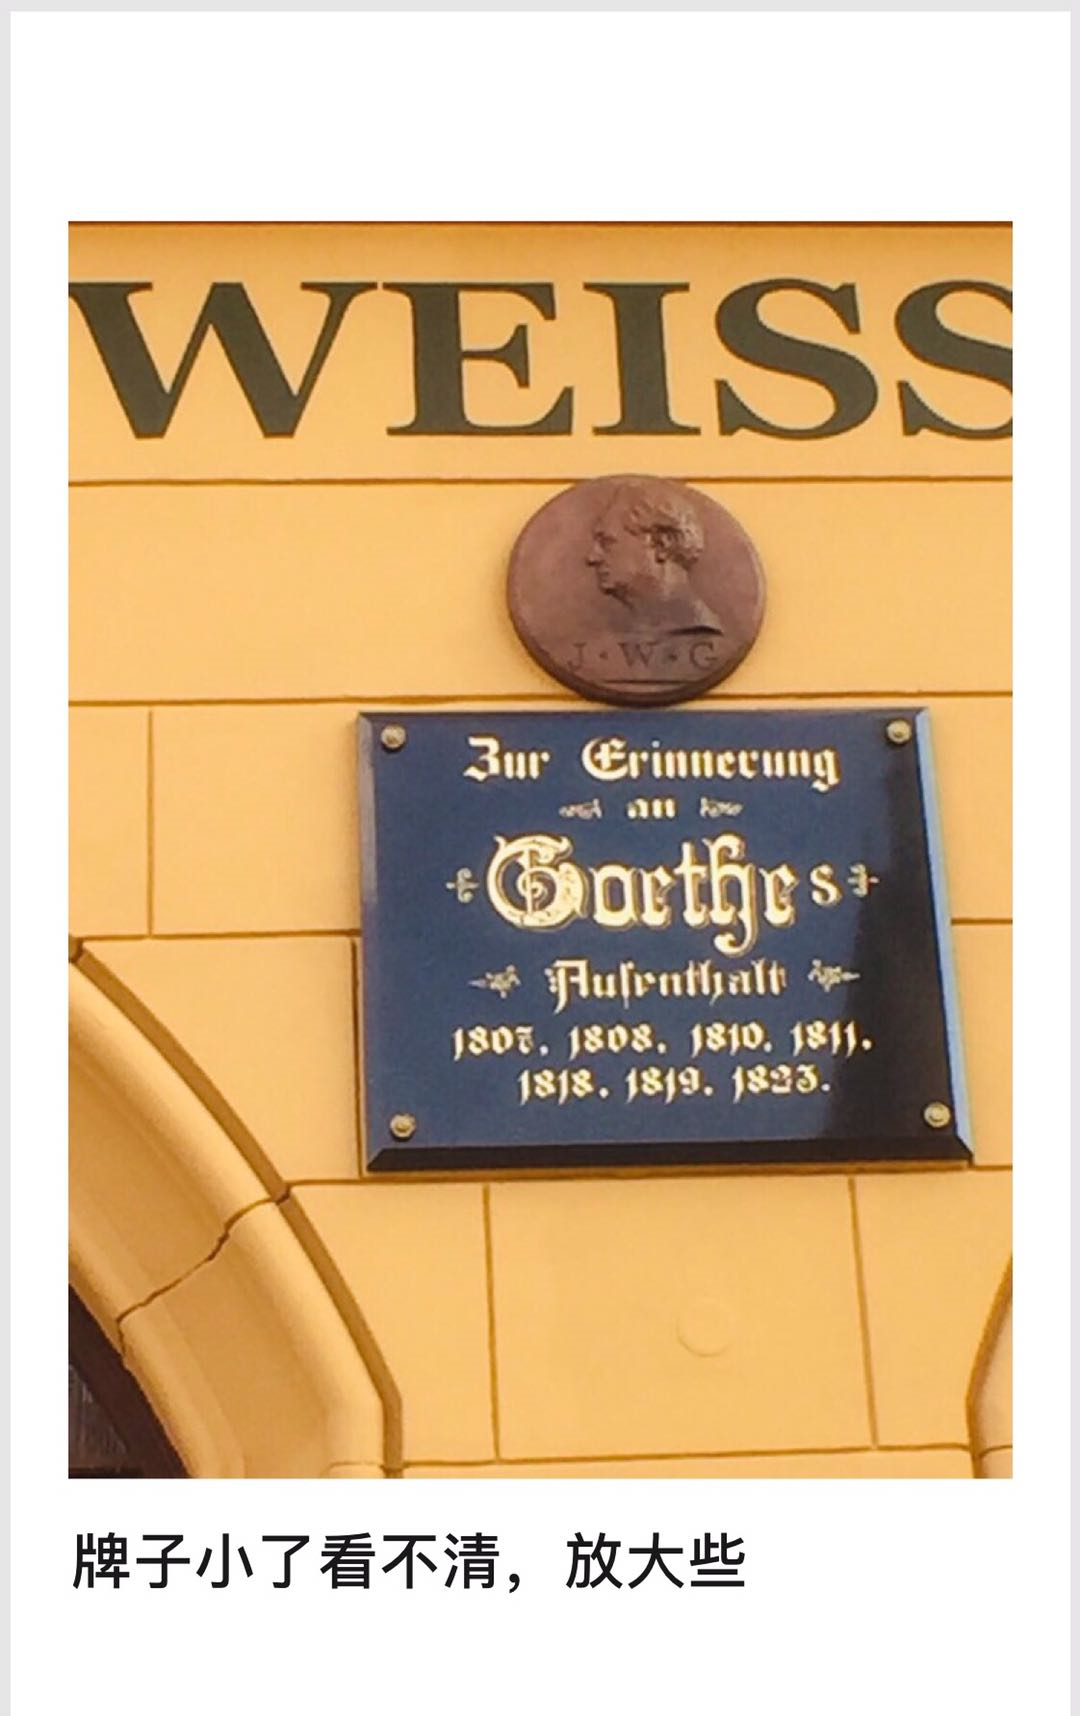 WEISS
J·W·G
Zur Erinnerung
an
Goethe s
Aufenthalt
1807. 1808. 1810. 1811.
1818. 1819. 1823.
牌子小了看不清，放大些